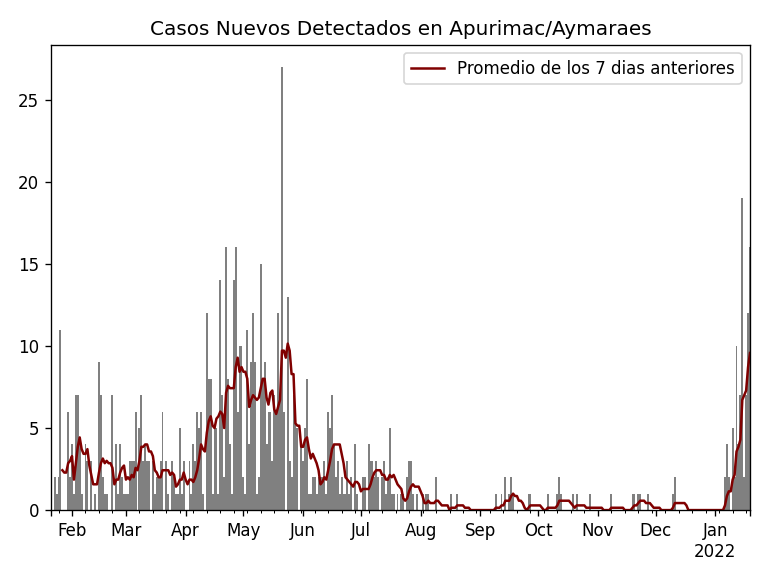 Casos Nuevos Detectados en Apurimac/Aymaraes
Promedio de los 7 dias anteriores
25
20
15
10
5
0
Feb Mar Apr May Jun Jul Aug Sep Oct Nov Dec Jan
2022